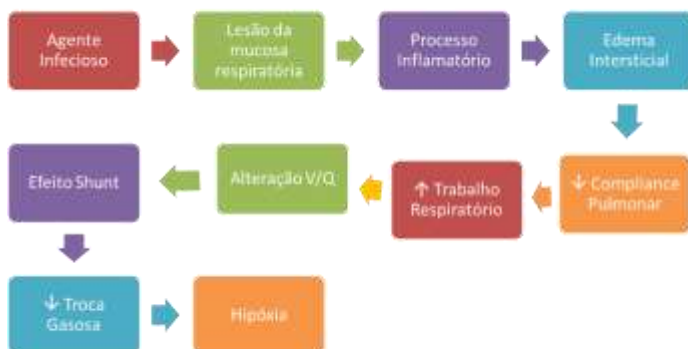 Agente
Infecioso
Lesão da
mucosa
respiratória
Processo
Inflamatório
Edema
Intersticial
↓ Compliance
Pulmonar
↑ Trabalho
Respiratório
Alteração V/Q
Efeito Shunt
↓ Troca
Gasosa
Hipóxia